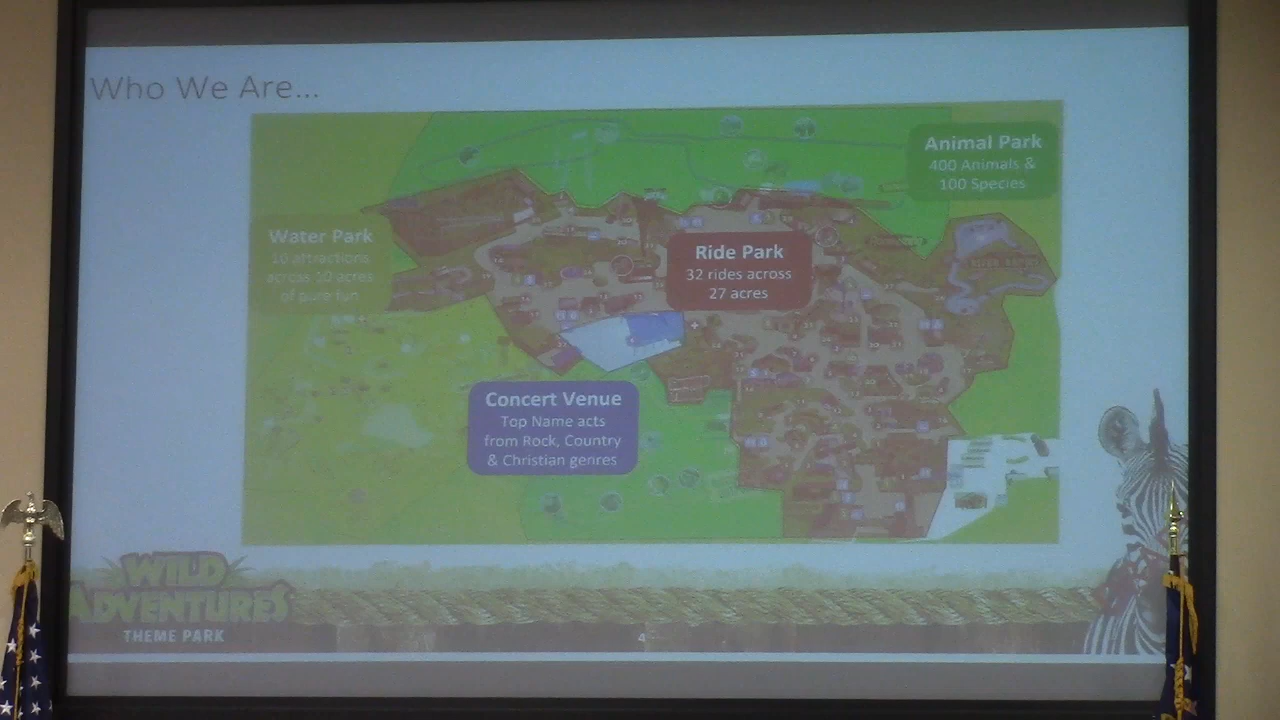 Who We Are...
Animal Park
400 Animals &
100 Species
Water Park
attractions
across 10 acres
of pure fun
Ride Park
32 rides across
27 acres
Concert Venue
Top Name acts
from Rock, Country
& Christian genres
WILD
ADVENTURES
THEME PARK
4